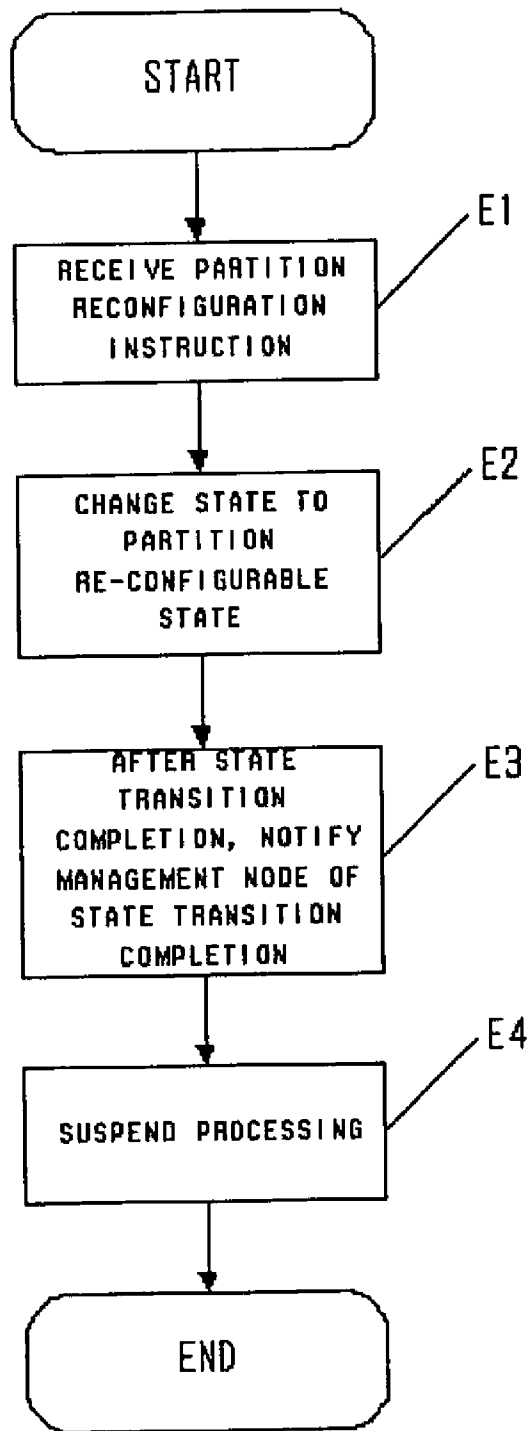 START
E1
RECEIVE PARTITION
RECONFIGURATION
INSTRUCTION
E2
CHANGE STATE TO
PARTITION
RE-CONFIGURABLE
STATE
E3
AFTER STATE
TRANSITION
COMPLETION, NOTIFY
MANAGEMENT NODE OF
STATE TRANSITION
COMPLETION
E4
SUSPEND PROCESSING
END